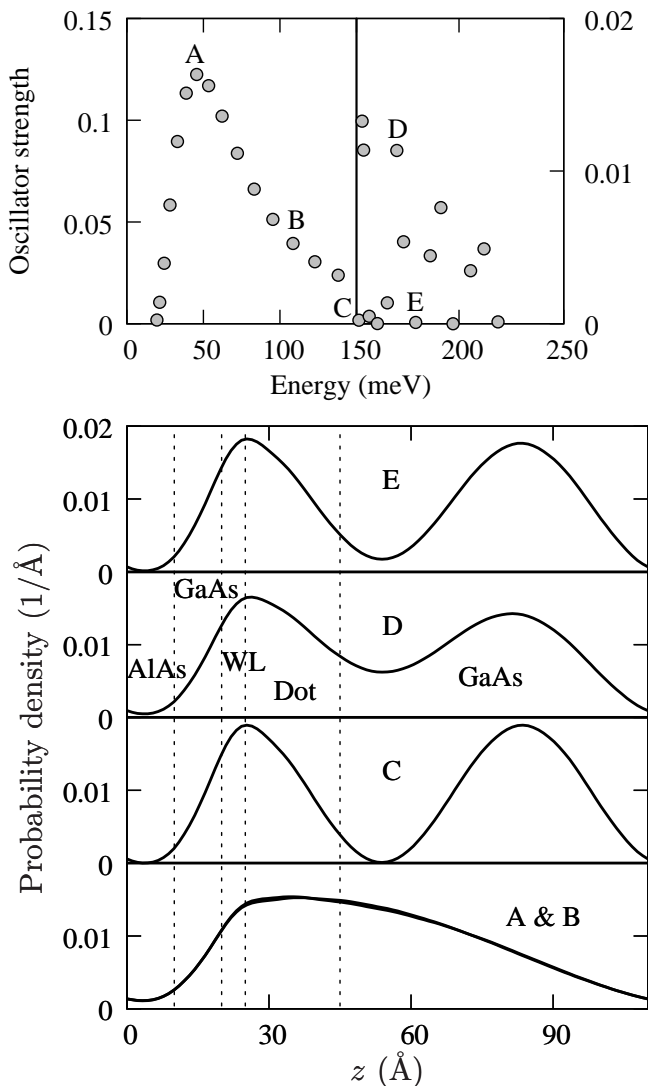 0.15
0.1
0.05
0
Oscillator strength
0.02
0.01
0
A
B
C
D
E
0
50
100
150
200
250
Energy (meV)
0.02
0.01
0
E
0.01
0
GaAs
D
AlAs
WL
Dot
GaAs
0.01
0
C
0.01
0
A & B
Probability density (1/Å)
0
30
60
90
z (Å)